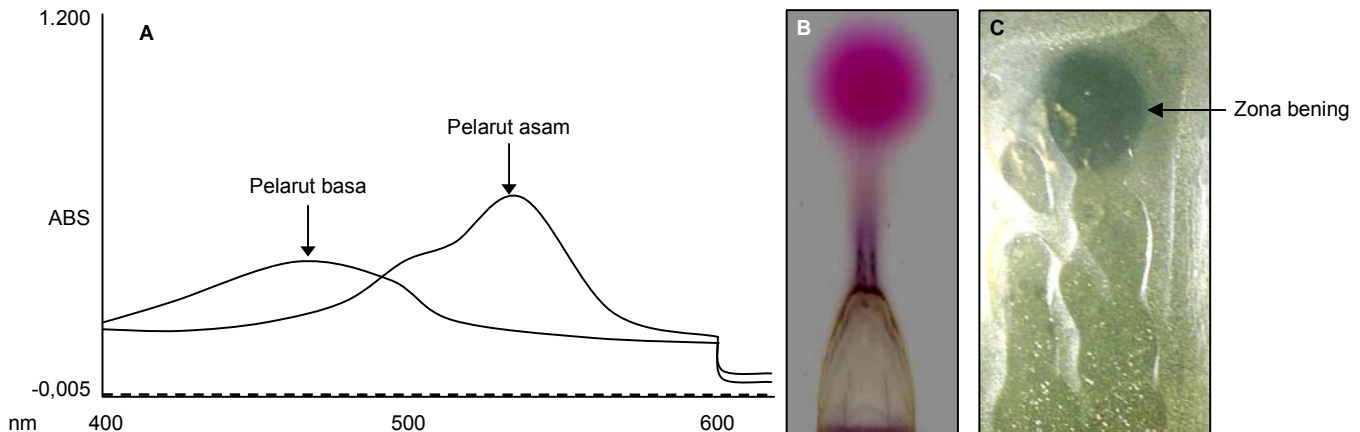 1.200
A
Pelarut asam
Pelarut basa
ABS
-0,005
nm 400 500 600
B
C
Zona bening